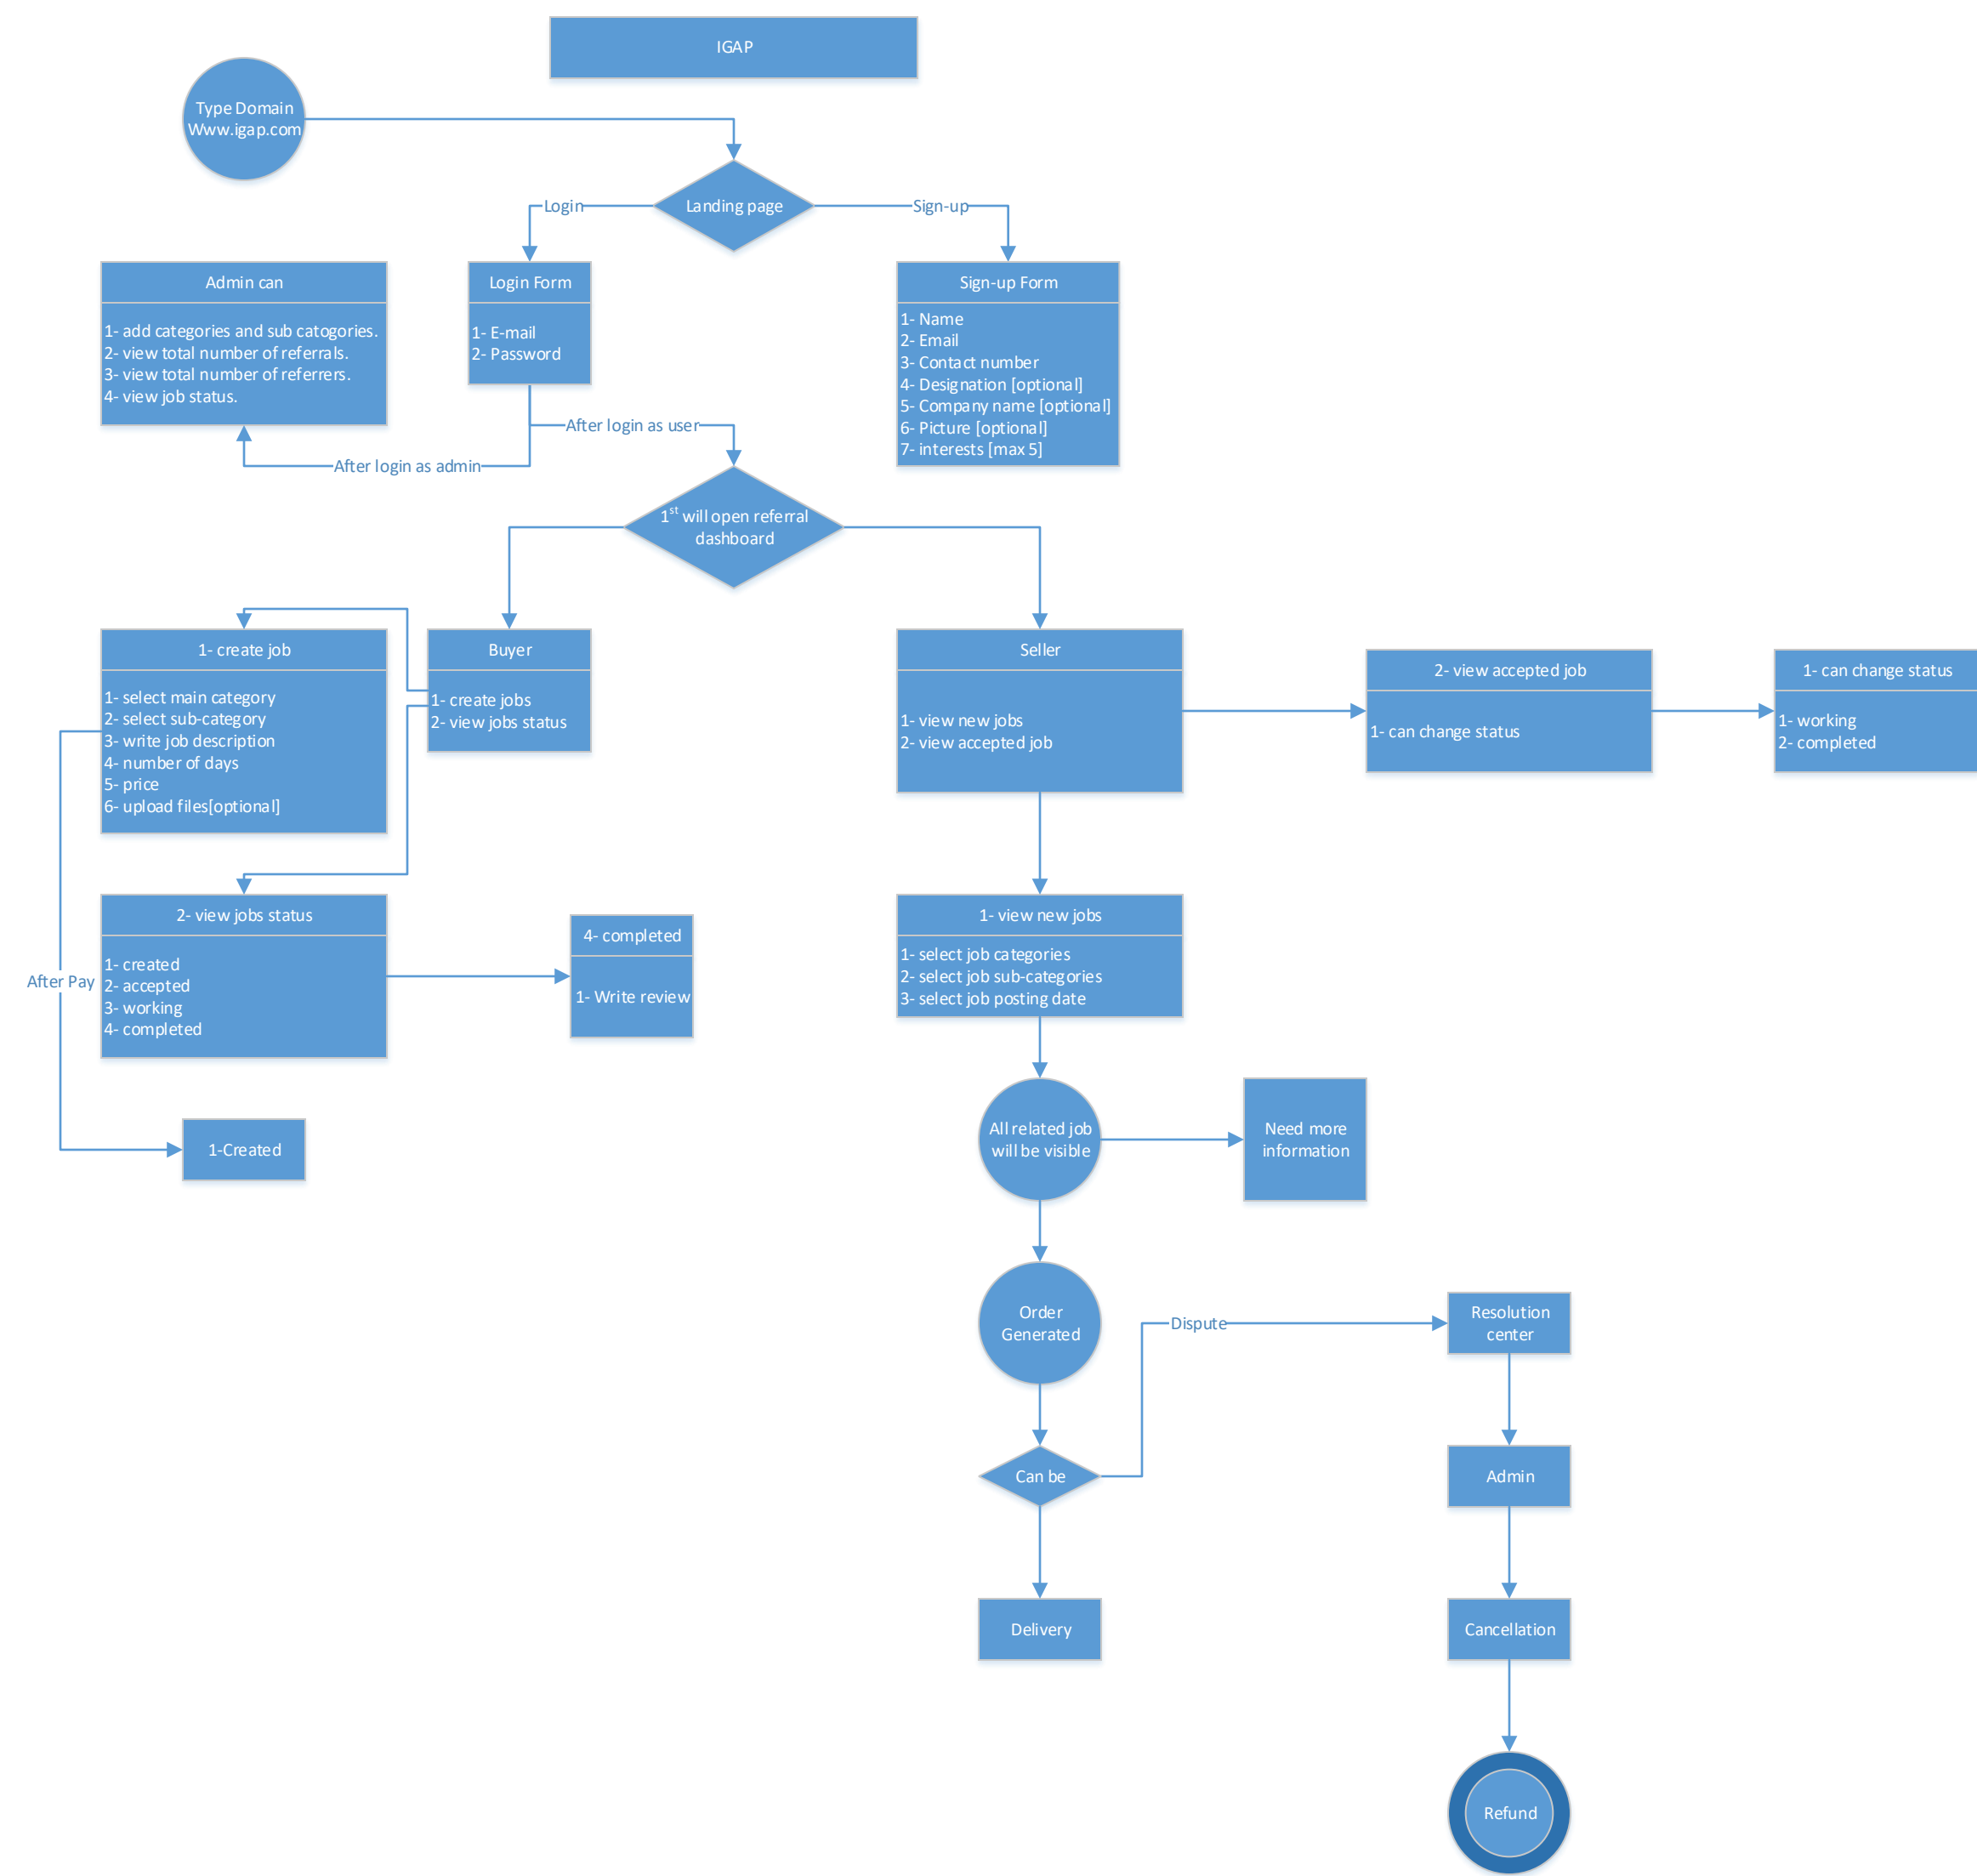 IGAP
Type Domain
Www.igap.com
Landing page
Login
Sign-up
Admin can
1- add categories and sub catogories.
2- view total number of referrals.
3- view total number of referrers.
4- view job status.
Login Form
1- E-mail
2- Password
Sign-up Form
1- Name
2- Email
3- Contact number
4- Designation [optional]
5- Company name [optional]
6- Picture [optional]
7- interests [max 5]
After login as user
After login as admin
1st will open referral
dashboard
1- create job
1- select main category
2- select sub-category
3- write job description
4- number of days
5- price
6- upload files[optional]
Buyer
1- create jobs
2- view jobs status
Seller
1- view new jobs
2- view accepted job
2- view accepted job
1- can change status
1- can change status
1- working
2- completed
2- view jobs status
1- created
2- accepted
3- working
4- completed
4- completed
1- Write review
1- view new jobs
1- select job categories
2- select job sub-categories
3- select job posting date
After Pay
1-Created
All related job
will be visible
Need more
information
Order
Generated
Dispute
Resolution
center
Can be
Admin
Delivery
Cancellation
Refund